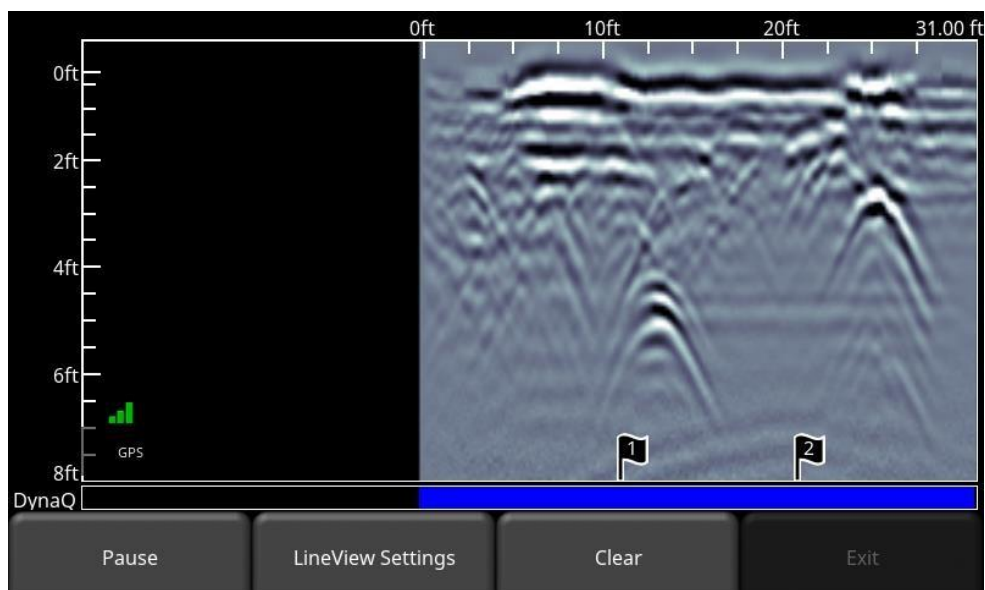 0ft 10ft 20ft 31.00 ft
0ft
2ft
4ft
6ft
GPS
1 2
8ft
DynaQ
Pause LineView Settings Clear Exit